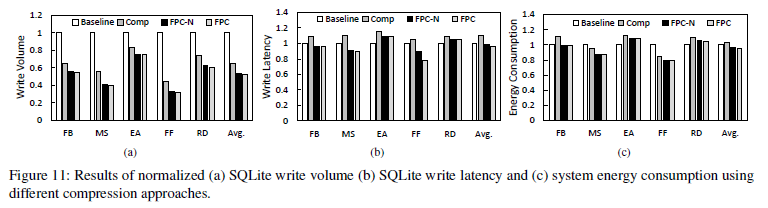 Baseline Comp FPC-N FPC
Write Volume
1
0.8
0.6
0.4
0.2
0
FB MS EA FF RD Avg.
(a)
Baseline Comp FPC-N FPC
Write Latency
1.4
1.2
1
0.8
0.6
0.4
0.2
0
FB MS EA FF RD Avg.
(b)
Baseline Comp FPC-N FPC
Energy Consumption
1.4
1.2
1
0.8
0.6
0.4
0.2
0
FB MS EA FF RD Avg.
(c)
Figure 11: Results of normalized (a) SQLite write volume (b) SQLite write latency and (c) system energy consumption using
different compression approaches.